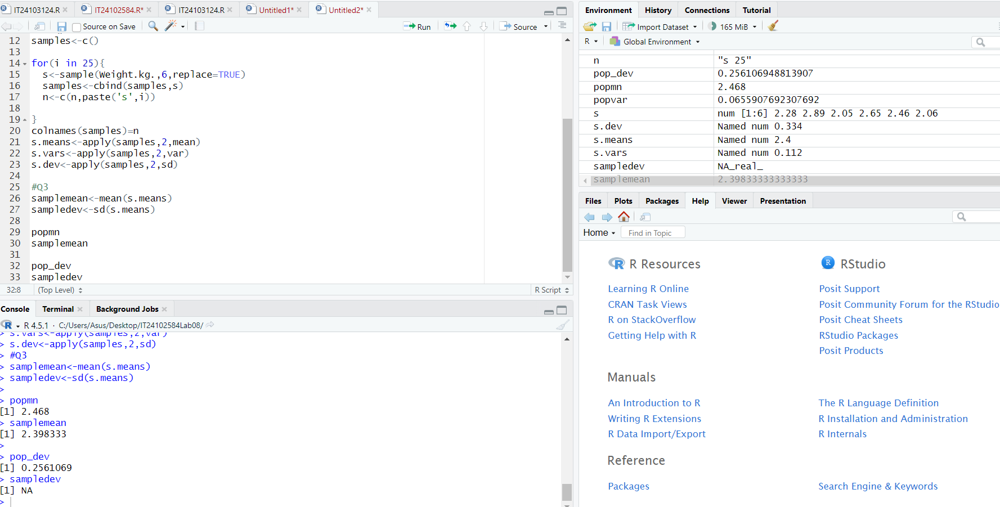 IT24103124.R
IT24102584.R*
IT24103124.R
Untitled1*
Untitled2*
Source on Save
Run
Source
12 samples<-c()
13
14 for(i in 25){
15 s<-sample(Weight.kg.,6,replace=TRUE)
16 samples<-cbind(samples,s)
17 n<-c(n,paste('s',i))
18
19 }
20 colnames(samples)=n
21 s.means<-apply(samples,2,mean)
22 s.vars<-apply(samples,2,var)
23 s.dev<-apply(samples,2,sd)
24
25 #Q3
26 samplemean<-mean(s.means)
27 sampledev<-sd(s.means)
28
29 popmn
30 samplemean
31
32 pop_dev
33 sampledev
32:8 (Top Level) R Script
Console Terminal Background Jobs
R 4.5.1 · C:/Users/Asus/Desktop/IT24102584Lab08/
> s.vars<-apply(samples,2,var)
> s.dev<-apply(samples,2,sd)
> #Q3
> samplemean<-mean(s.means)
> sampledev<-sd(s.means)
>
> popmn
[1] 2.468
> samplemean
[1] 2.398333
>
> pop_dev
[1] 0.2561069
> sampledev
[1] NA
>
Environment History Connections Tutorial
Import Dataset 165 MiB
R Global Environment
n "s 25"
pop_dev 0.256106948813907
popmn 2.468
popvar 0.0655907692307692
s num [1:6] 2.28 2.89 2.05 2.65 2.46 2.06
s.dev Named num 0.334
s.means Named num 2.4
s.vars Named num 0.112
sampledev NA_real_
samplemean 2.39833333333333
Files Plots Packages Help Viewer Presentation
Home Find in Topic
R Resources
Learning R Online
CRAN Task Views
R on StackOverflow
Getting Help with R
RStudio
Posit Support
Posit Community Forum for the RStudio
Posit Cheat Sheets
RStudio Packages
Posit Products
Manuals
An Introduction to R
Writing R Extensions
R Data Import/Export
The R Language Definition
R Installation and Administration
R Internals
Reference
Packages
Search Engine & Keywords